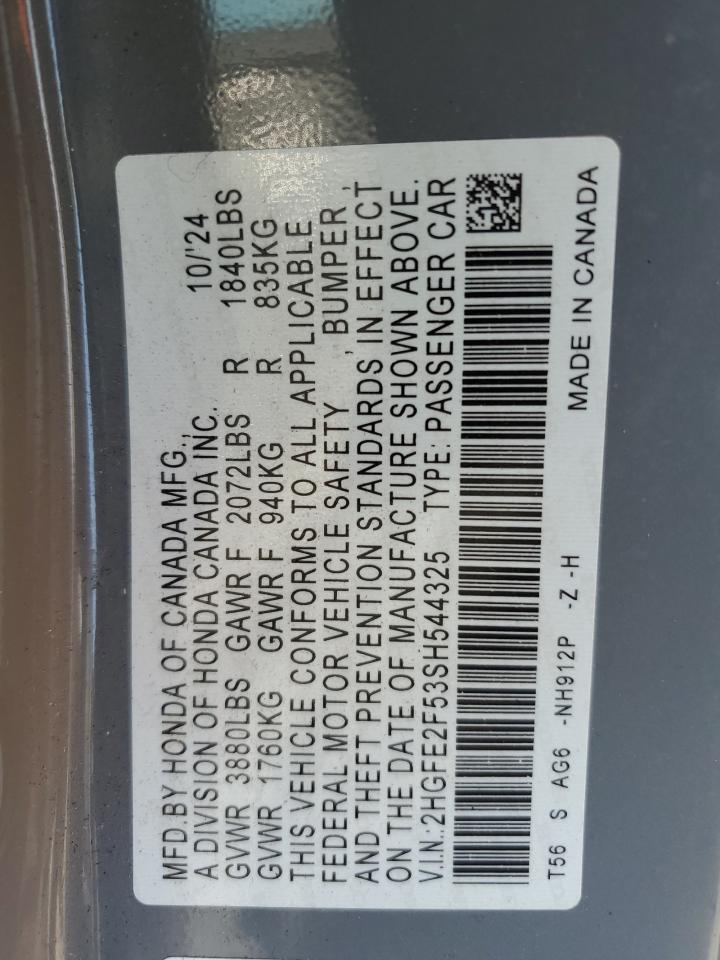 MFD.BY HONDA OF CANADA MFG.,
A DIVISION OF HONDA CANADA INC. 10/'24
GVWR 3880LBS GAWR F 2072LBS R 1840LBS
GVWR 1760KG GAWR F 940KG R 835KG
THIS VEHICLE CONFORMS TO ALL APPLICABLE
FEDERAL MOTOR VEHICLE SAFETY , BUMPER ,
AND THEFT PREVENTION STANDARDS IN EFFECT
ON THE DATE OF MANUFACTURE SHOWN ABOVE.
V.I.N.:2HGFE2F53SH544325 TYPE: PASSENGER CAR
T56 S AG6 -NH912P -Z -H MADE IN CANADA